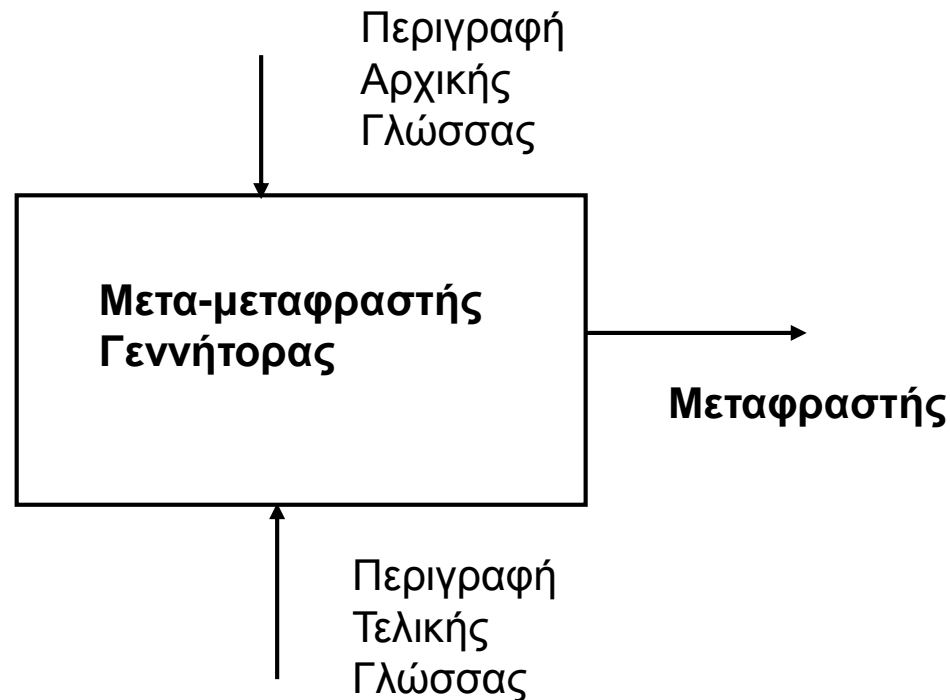 Περιγραφή
Αρχικής
Γλώσσας
Μετα-μεταφραστής
Γεννήτορας
Μεταφραστής
Περιγραφή
Τελικής
Γλώσσας